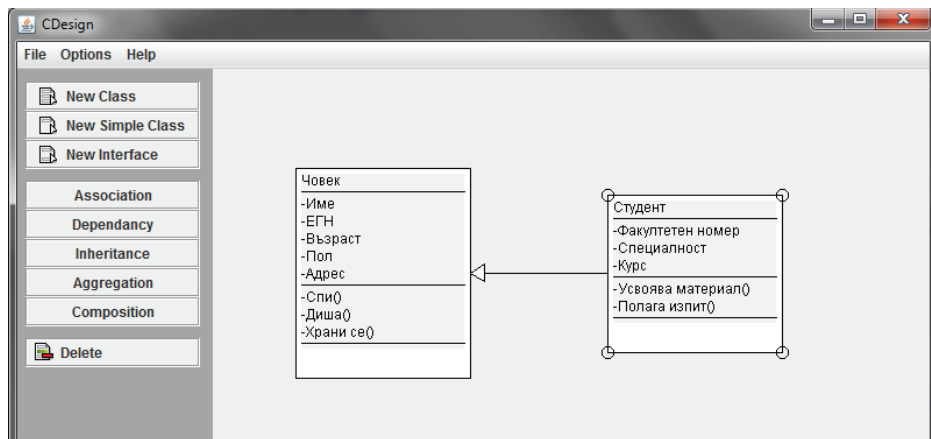 CDesign
File Options Help
New Class
New Simple Class
New Interface
Association
Dependancy
Inheritance
Aggregation
Composition
Delete
Човек
-Име
-ЕГН
-Възраст
-Пол
-Адрес
-Спи()
-Диша()
-Храни се()
Студент
-Факултетен номер
-Специалност
-Курс
-Усвоява материал()
-Полага изпит()